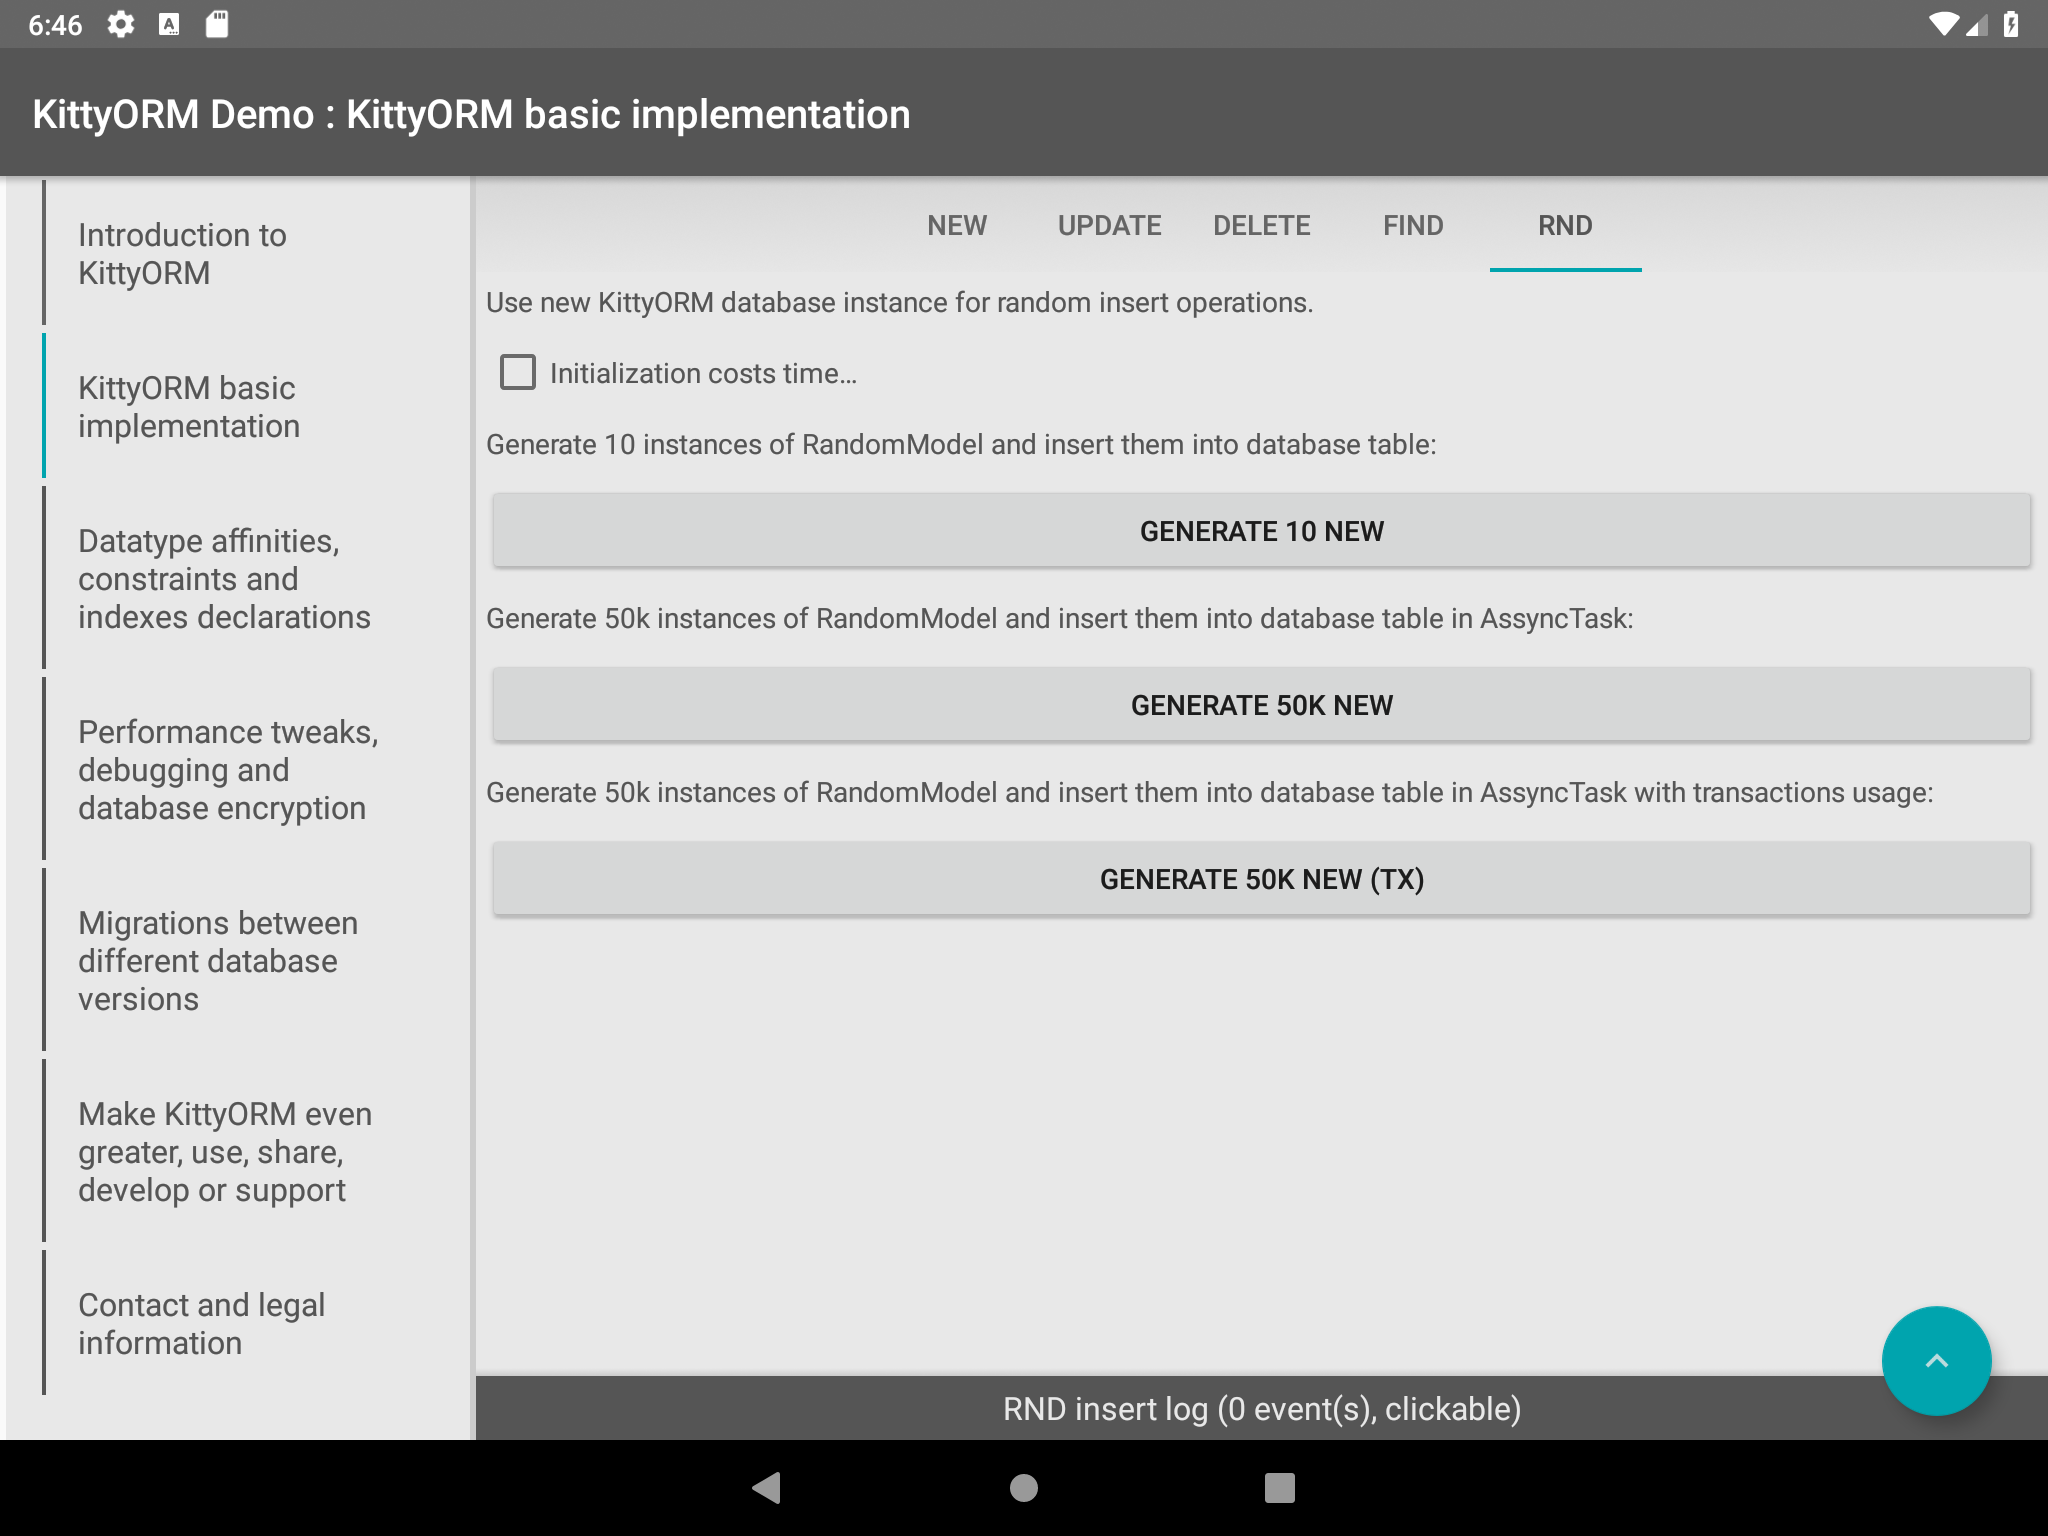 6:46
KittyORM Demo : KittyORM basic implementation
Introduction to
KittyORM
KittyORM basic
implementation
Datatype affinities,
constraints and
indexes declarations
Performance tweaks,
debugging and
database encryption
Migrations between
different database
versions
Make KittyORM even
greater, use, share,
develop or support
Contact and legal
information
NEW UPDATE DELETE FIND RND
Use new KittyORM database instance for random insert operations.
Initialization costs time…
Generate 10 instances of RandomModel and insert them into database table:
GENERATE 10 NEW
Generate 50k instances of RandomModel and insert them into database table in AssyncTask:
GENERATE 50K NEW
Generate 50k instances of RandomModel and insert them into database table in AssyncTask with transactions usage:
GENERATE 50K NEW (TX)
RND insert log (0 event(s), clickable)